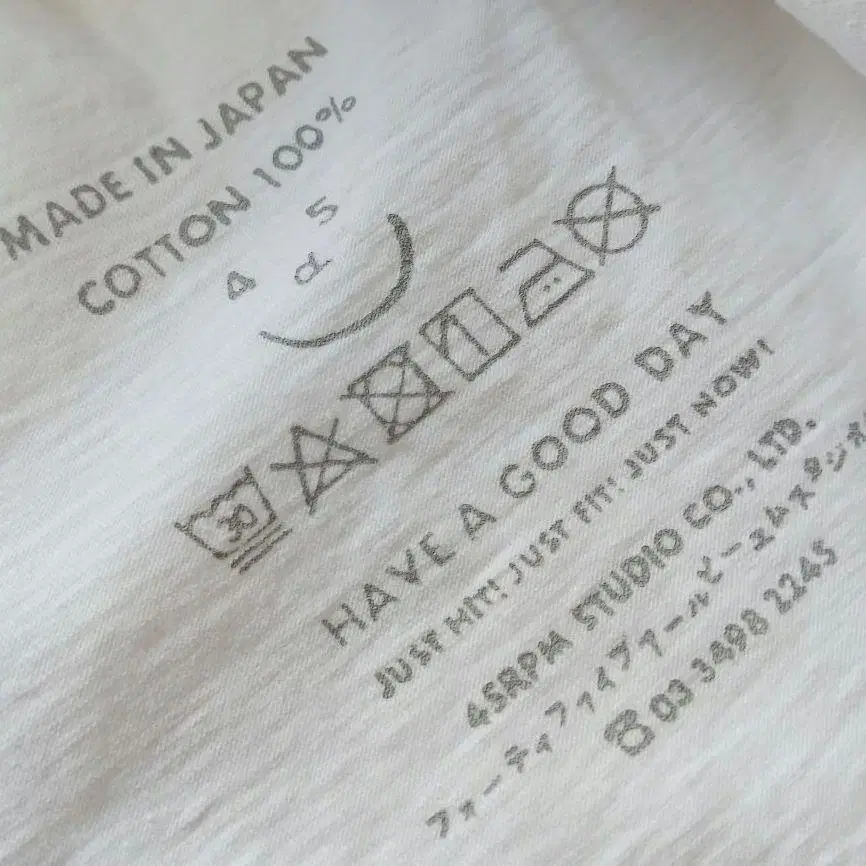 MADE IN JAPAN
COTTON 100%
4 5
α
30
HAVE A GOOD DAY
JUST HIT! JUST FIT! JUST NOW!
45RPM STUDIO CO., LTD.
フォーティファイブアールピーエムスタジオ
☎03 3498 2245